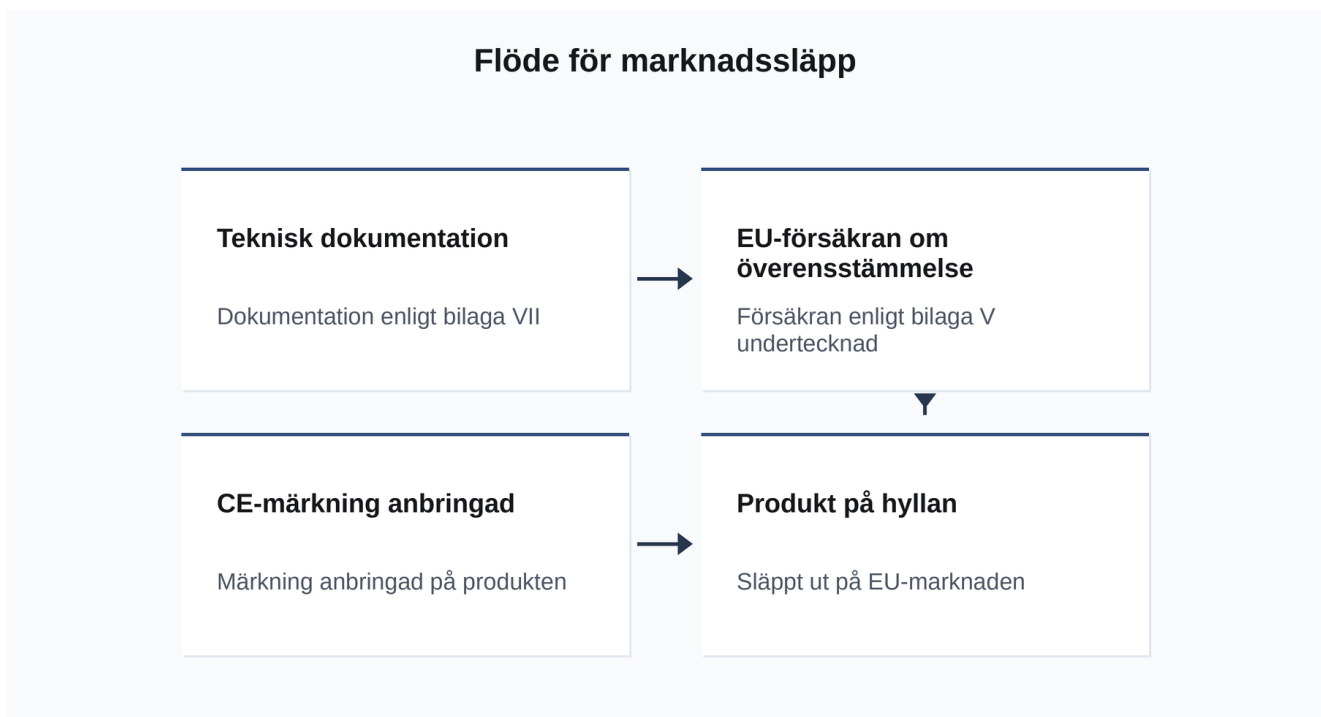 Flöde för marknadssläpp
Teknisk dokumentation
Dokumentation enligt bilaga VII
EU-försäkran om
överensstämmelse
Försäkran enligt bilaga V
undertecknad
CE-märkning anbringad
Märkning anbringad på produkten
Produkt på hyllan
Släppt ut på EU-marknaden